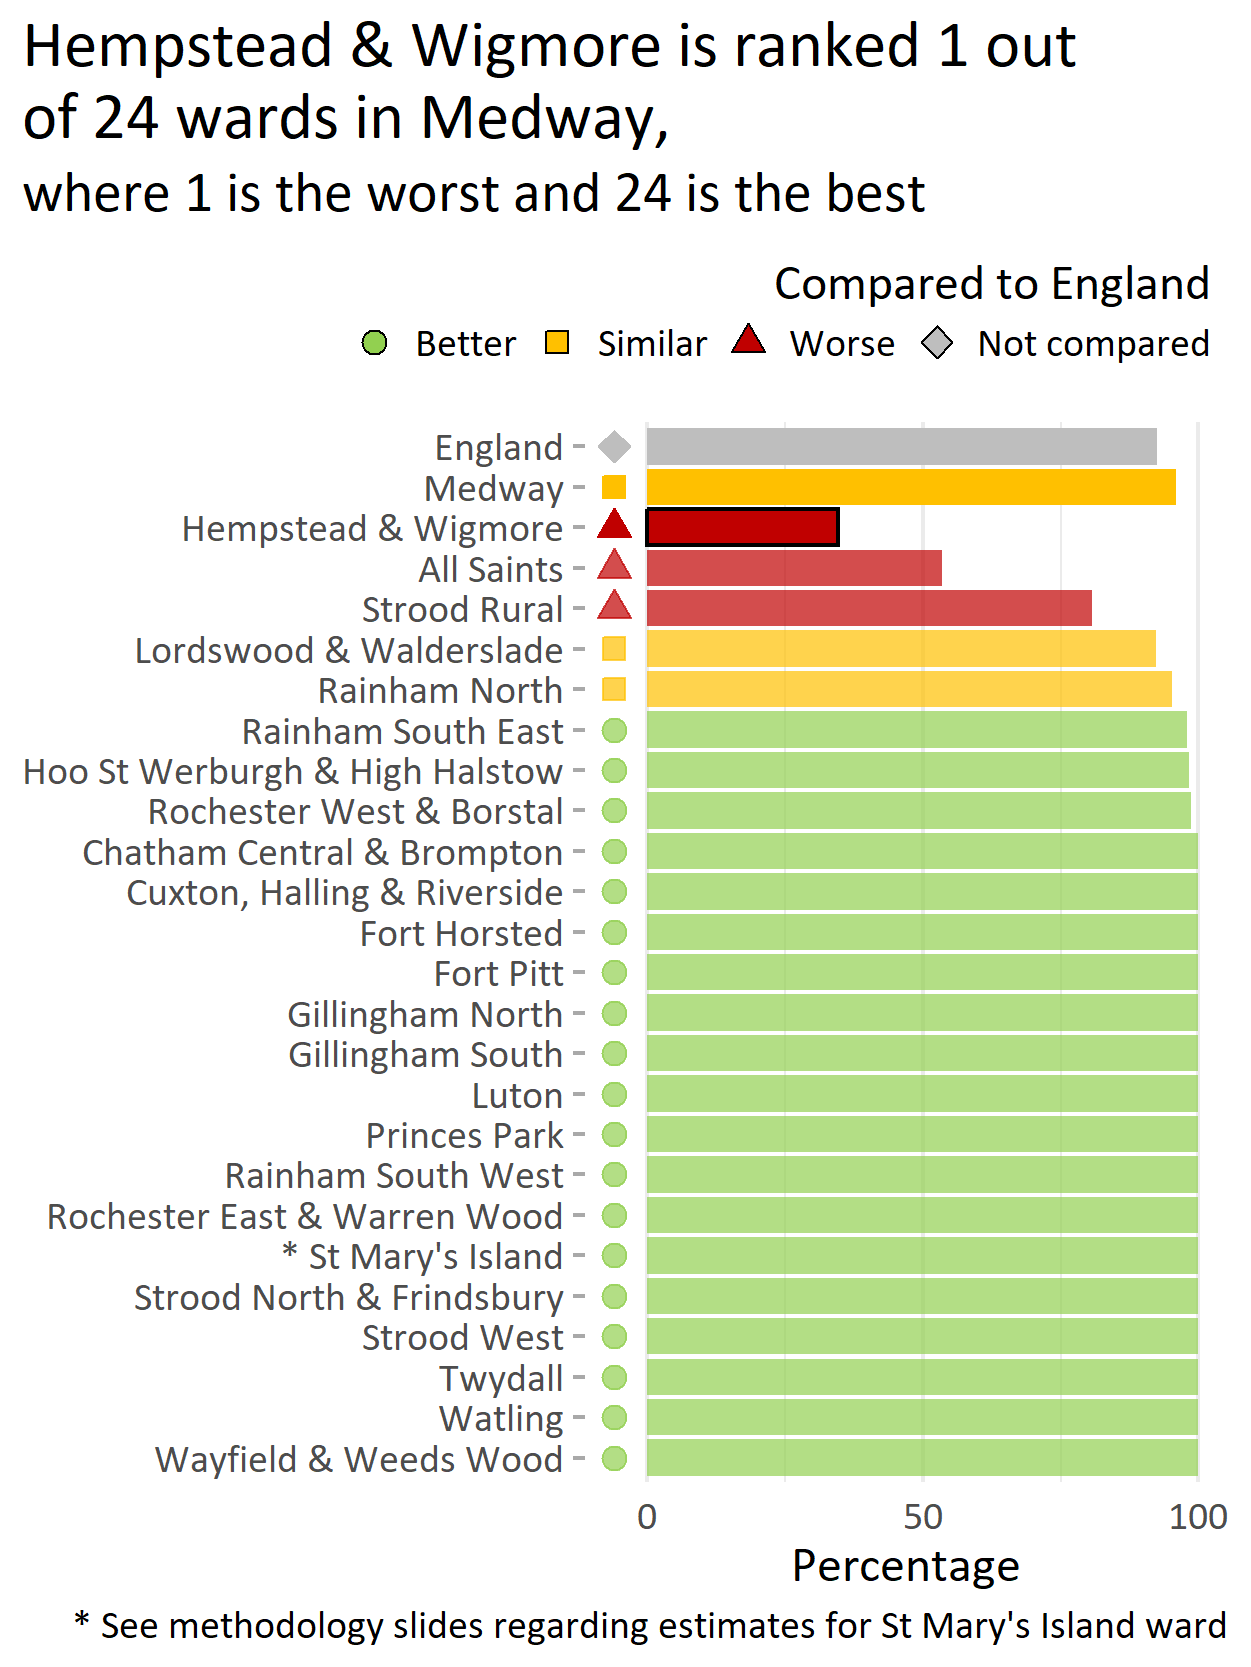 Hempstead & Wigmore is ranked 1 out
of 24 wards in Medway,
where 1 is the worst and 24 is the best
Compared to England
Better Similar Worse Not compared
England
Medway
Hempstead & Wigmore
All Saints
Strood Rural
Lordswood & Walderslade
Rainham North
Rainham South East
Hoo St Werburgh & High Halstow
Rochester West & Borstal
Chatham Central & Brompton
Cuxton, Halling & Riverside
Fort Horsted
Fort Pitt
Gillingham North
Gillingham South
Luton
Princes Park
Rainham South West
Rochester East & Warren Wood
* St Mary's Island
Strood North & Frindsbury
Strood West
Twydall
Watling
Wayfield & Weeds Wood
0 50 100
Percentage
* See methodology slides regarding estimates for St Mary's Island ward